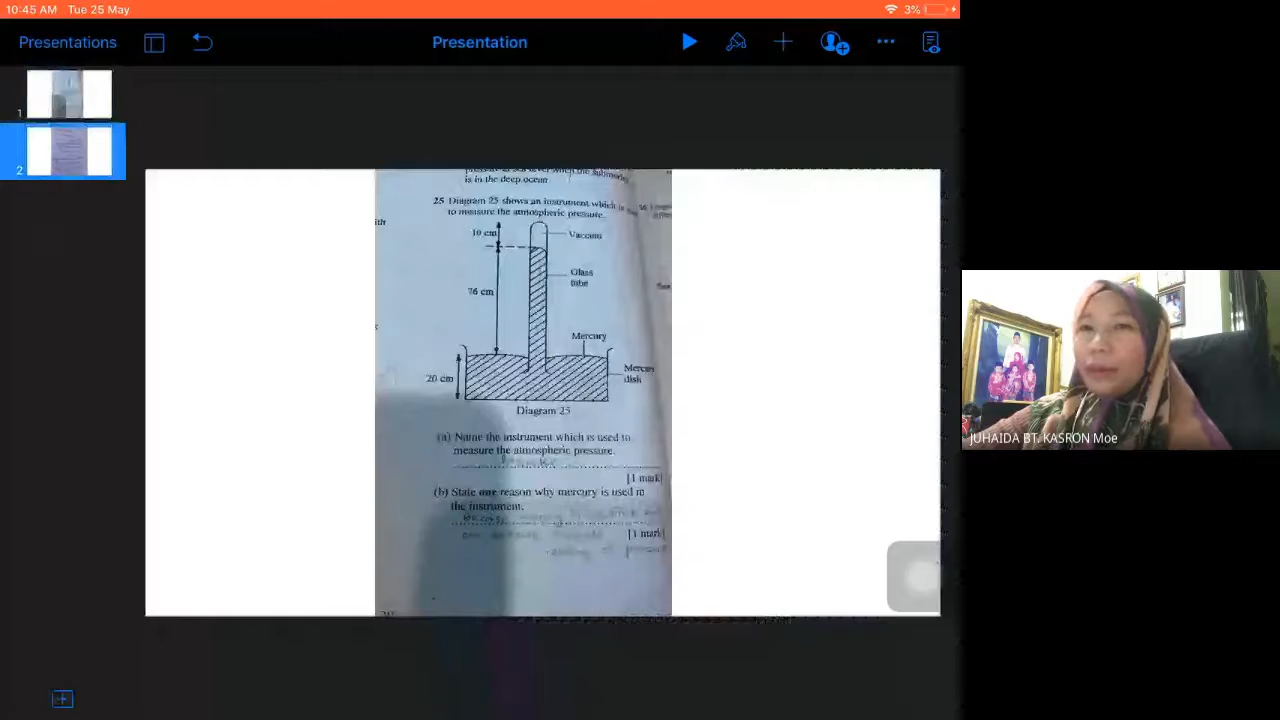 10:45 AM Tue 25 May
3%
Presentations
Presentation
1
2
is in the deep ocean
25 Diagram 25 shows an instrument which is
to measure the atmospheric pressure.
10 cm
Vacuum
Glass
tube
76 cm
Mercury
20 cm
dish
Diagram 25
(a) Name the instrument which is used to
measure the atmospheric pressure.
[1 mark]
(b) State one reason why mercury is used in
the instrument.
[1 mark]
JUHAIDA BT. KASRON Moe